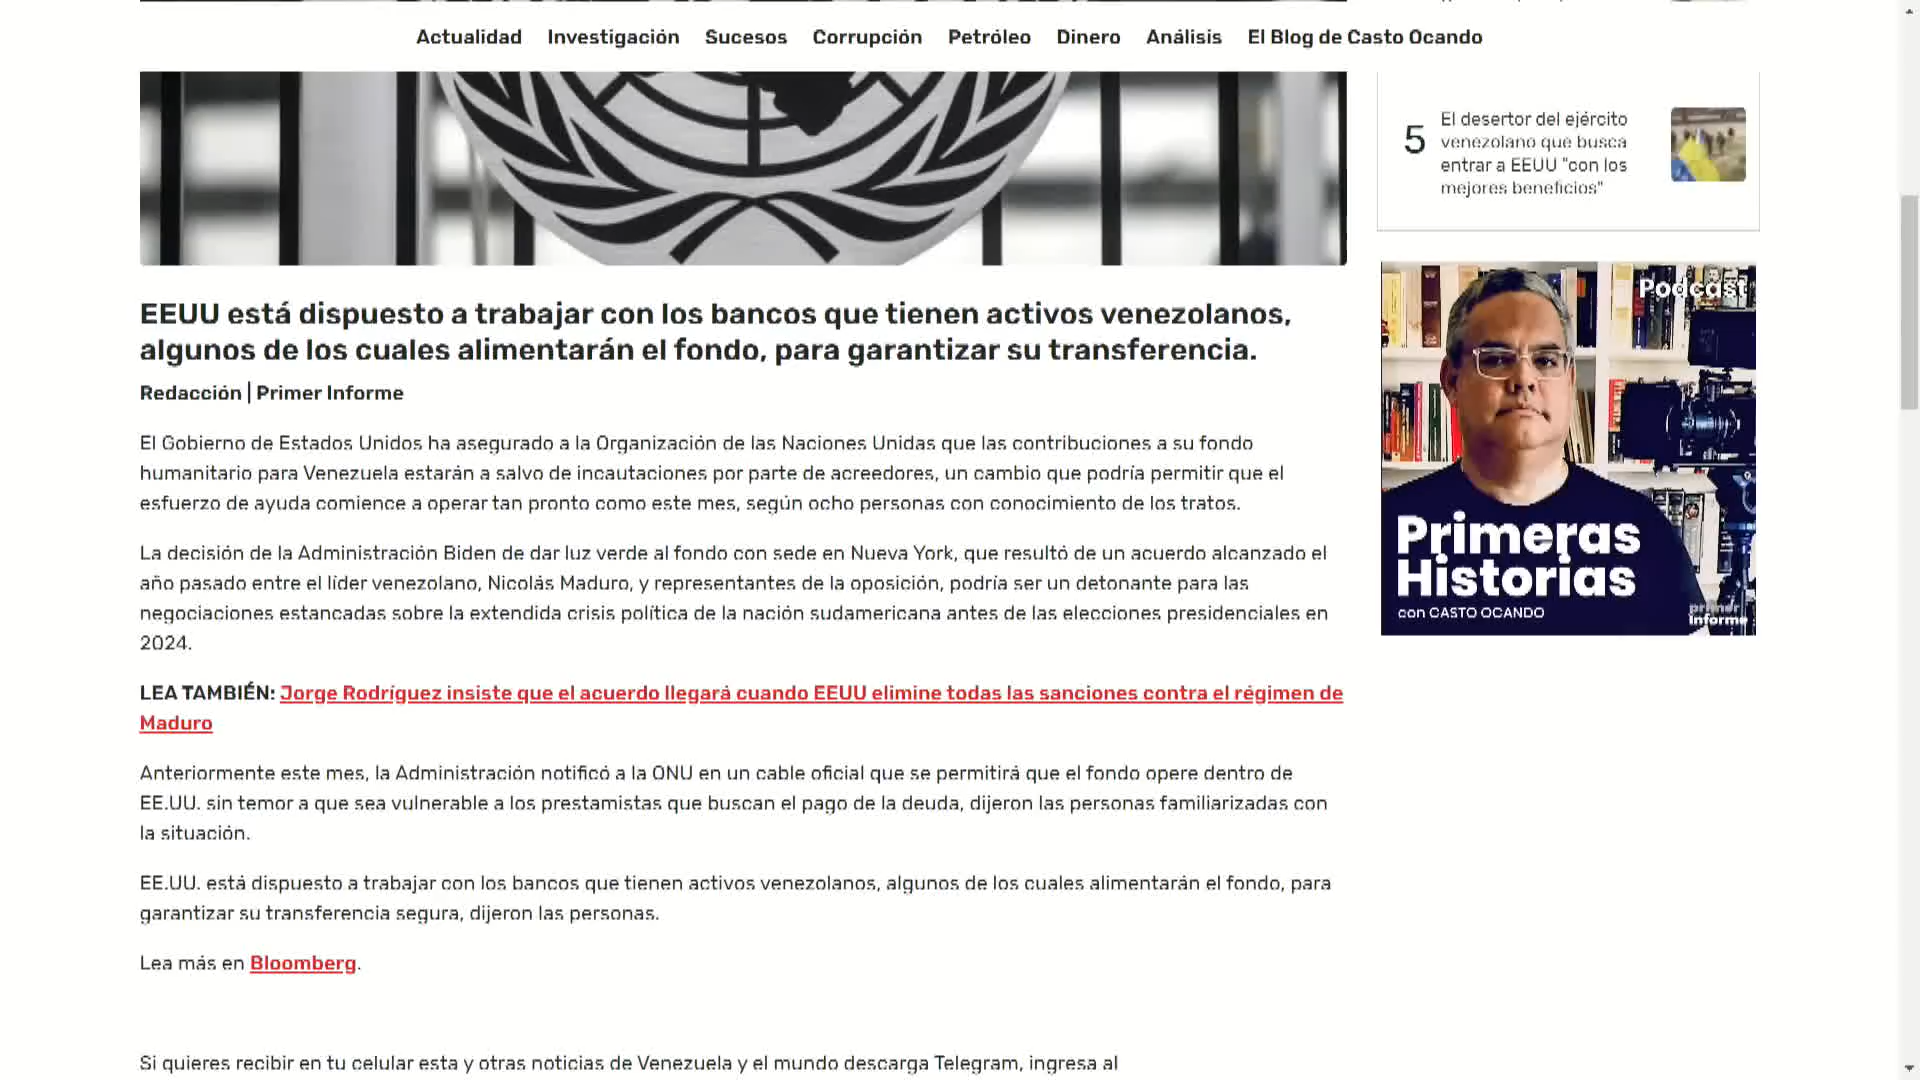 Actualidad Investigación Sucesos Corrupción Petróleo Dinero Análisis El Blog de Casto Ocando
EEUU está dispuesto a trabajar con los bancos que tienen activos venezolanos,
algunos de los cuales alimentarán el fondo, para garantizar su transferencia.
Redacción | Primer Informe
El Gobierno de Estados Unidos ha asegurado a la Organización de las Naciones Unidas que las contribuciones a su fondo
humanitario para Venezuela estarán a salvo de incautaciones por parte de acreedores, un cambio que podría permitir que el
esfuerzo de ayuda comience a operar tan pronto como este mes, según ocho personas con conocimiento de los tratos.
La decisión de la Administración Biden de dar luz verde al fondo con sede en Nueva York, que resultó de un acuerdo alcanzado el
año pasado entre el líder venezolano, Nicolás Maduro, y representantes de la oposición, podría ser un detonante para las
negociaciones estancadas sobre la extendida crisis política de la nación sudamericana antes de las elecciones presidenciales en
2024.
LEA TAMBIÉN: Jorge Rodríguez insiste que el acuerdo llegará cuando EEUU elimine todas las sanciones contra el régimen de
Maduro
Anteriormente este mes, la Administración notificó a la ONU en un cable oficial que se permitirá que el fondo opere dentro de
EE.UU. sin temor a que sea vulnerable a los prestamistas que buscan el pago de la deuda, dijeron las personas familiarizadas con
la situación.
EE.UU. está dispuesto a trabajar con los bancos que tienen activos venezolanos, algunos de los cuales alimentarán el fondo, para
garantizar su transferencia segura, dijeron las personas.
Lea más en Bloomberg.
Si quieres recibir en tu celular esta y otras noticias de Venezuela y el mundo descarga Telegram, ingresa al
5
El desertor del ejército
venezolano que busca
entrar a EEUU "con los
mejores beneficios"
Podcast
Primeras
Historias
con CASTO OCANDO
primer
informe